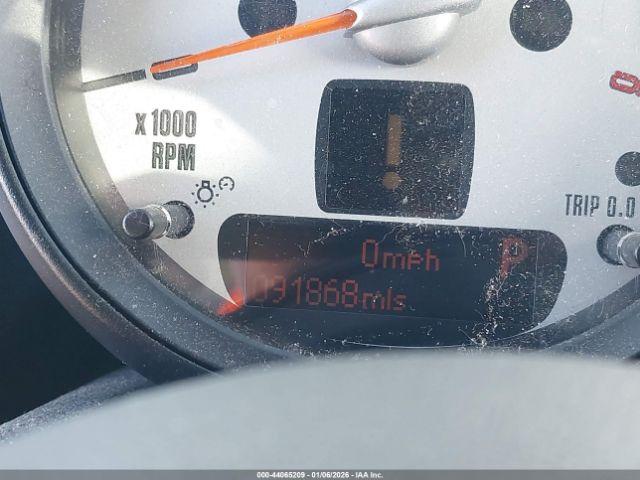 x 1000
RPM
!
TRIP 0.0
0mph P
091868mls
000-44065209 | 01/06/2026 | IAA Inc.